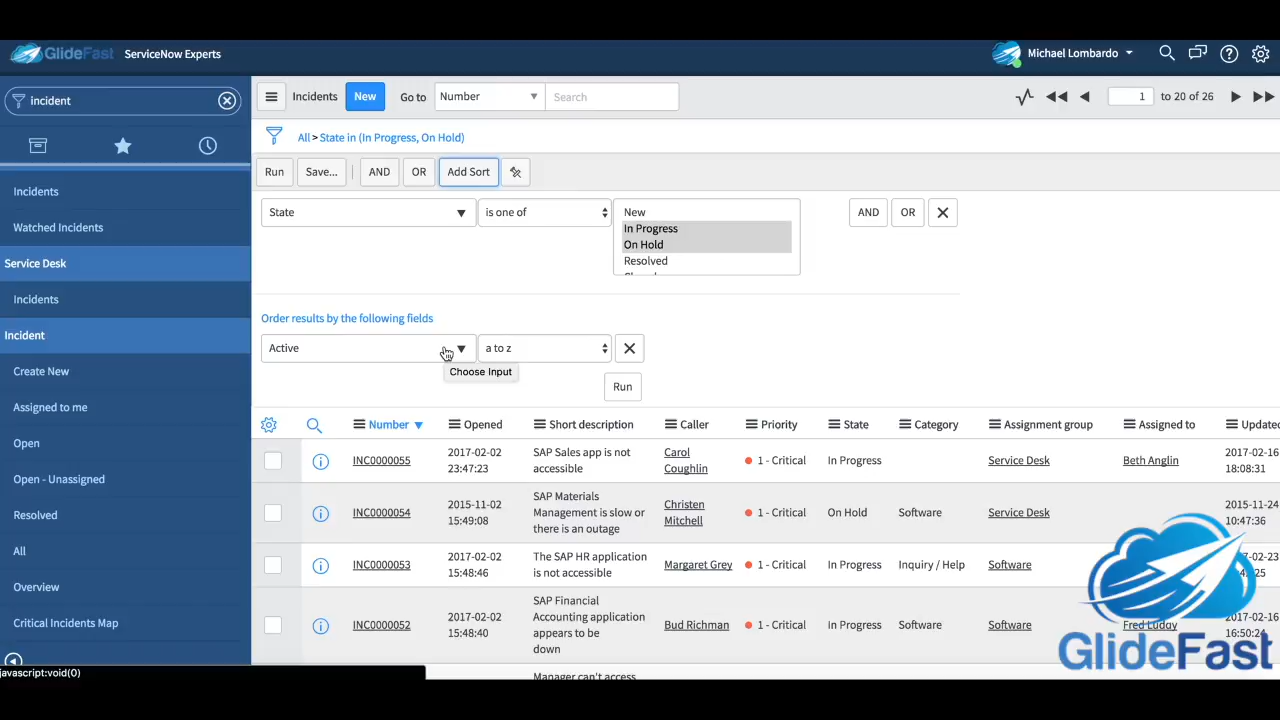 GlideFast ServiceNow Experts
Michael Lombardo
incident
Incidents New Go to Number Search
1 to 20 of 26
All > State in (In Progress, On Hold)
Run Save... AND OR Add Sort
Incidents
Watched Incidents
Service Desk
Incidents
Incident
Create New
Assigned to me
Open
Open - Unassigned
Resolved
All
Overview
Critical Incidents Map
javascript:void(0)
State is one of New AND OR
In Progress
On Hold
Resolved
Order results by the following fields
Active a to z
Choose Input
Run
Number Opened Short description Caller Priority State Category Assignment group Assigned to Updated
INC0000055 2017-02-02 23:47:23 SAP Sales app is not accessible Carol Coughlin 1 - Critical In Progress Service Desk Beth Anglin 2017-02-16 18:08:31
INC0000054 2015-11-02 15:49:08 SAP Materials Management is slow or there is an outage Christen Mitchell 1 - Critical On Hold Software Service Desk 2015-11-24 10:47:36
INC0000053 2017-02-02 15:48:46 The SAP HR application is not accessible Margaret Grey 1 - Critical In Progress Inquiry / Help Software
INC0000052 2017-02-02 15:48:40 SAP Financial Accounting application appears to be down Bud Richman 1 - Critical In Progress Software Software Fred Luddy 2017-02-16
Manager can't access
GlideFast